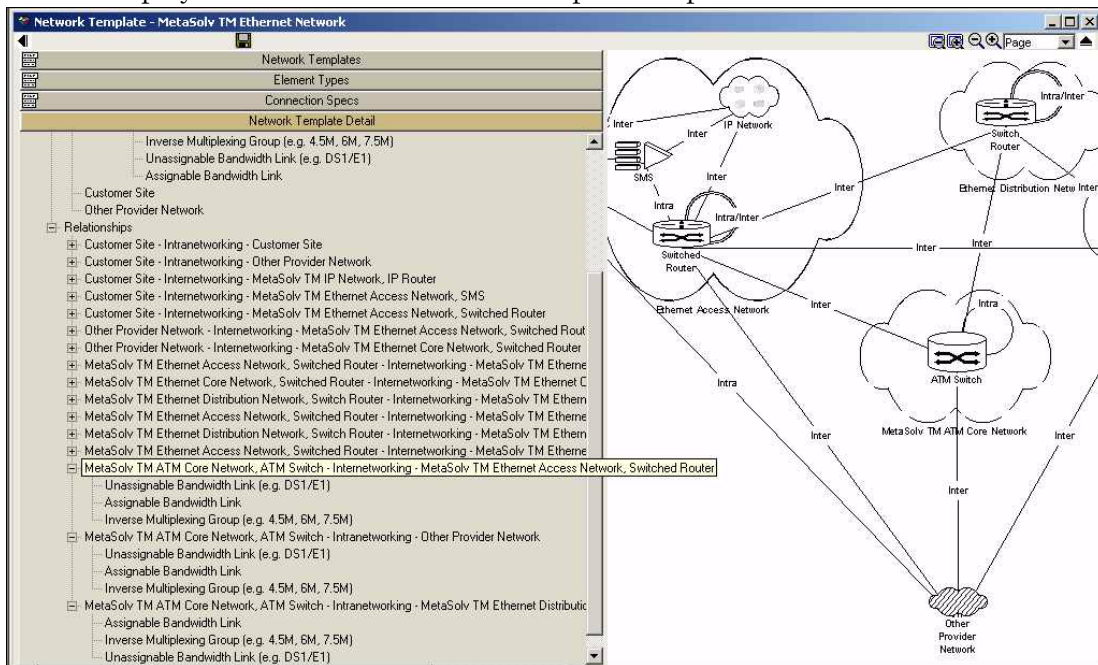 Network Template - MetaSolv TM Ethernet Network
Page
Network Templates
Element Types
Connection Specs
Network Template Detail
Inverse Multiplexing Group (e.g. 4.5M, 6M, 7.5M)
Unassignable Bandwidth Link (e.g. DS1/E1)
Assignable Bandwidth Link
Customer Site
Other Provider Network
Relationships
Customer Site - Intranetworking - Customer Site
Customer Site - Intranetworking - Other Provider Network
Customer Site - Internetworking - MetaSolv TM IP Network, IP Router
Customer Site - Internetworking - MetaSolv TM Ethernet Access Network, SMS
Customer Site - Internetworking - MetaSolv TM Ethernet Access Network, Switched Router
Other Provider Network - Internetworking - MetaSolv TM Ethernet Access Network, Switched Rout
Other Provider Network - Internetworking - MetaSolv TM Ethernet Core Network, Switched Router
MetaSolv TM Ethernet Access Network, Switched Router - Internetworking - MetaSolv TM Etherne
MetaSolv TM Ethernet Core Network, Switched Router - Internetworking - MetaSolv TM Ethernet C
MetaSolv TM Ethernet Distribution Network, Switch Router - Internetworking - MetaSolv TM Ethern
MetaSolv TM Ethernet Access Network, Switched Router - Internetworking - MetaSolv TM Etherne
MetaSolv TM Ethernet Distribution Network, Switch Router - Internetworking - MetaSolv TM Ethern
MetaSolv TM Ethernet Access Network, Switched Router - Internetworking - MetaSolv TM Etherne
MetaSolv TM ATM Core Network, ATM Switch - Internetworking - MetaSolv TM Ethernet Access Network, Switched Router
Unassignable Bandwidth Link (e.g. DS1/E1)
Assignable Bandwidth Link
Inverse Multiplexing Group (e.g. 4.5M, 6M, 7.5M)
MetaSolv TM ATM Core Network, ATM Switch - Intranetworking - Other Provider Network
Unassignable Bandwidth Link (e.g. DS1/E1)
Assignable Bandwidth Link
Inverse Multiplexing Group (e.g. 4.5M, 6M, 7.5M)
MetaSolv TM ATM Core Network, ATM Switch - Intranetworking - MetaSolv TM Ethernet Distributic
Assignable Bandwidth Link
Inverse Multiplexing Group (e.g. 4.5M, 6M, 7.5M)
Unassignable Bandwidth Link (e.g. DS1/E1)
Intra/Inter
Inter
IP Network
Inter
Switch
Router
SMS
Inter
Inter
Ethernet Distribution Netw
Inter
Intra
Intra/Inter
Switched
Router
Inter
Inter
Ethernet Access Network
Inter
Intra
ATM Switch
Intra
MetaSolv TM ATM Core Network
Inter
Inter
Inter
Other
Provider
Network